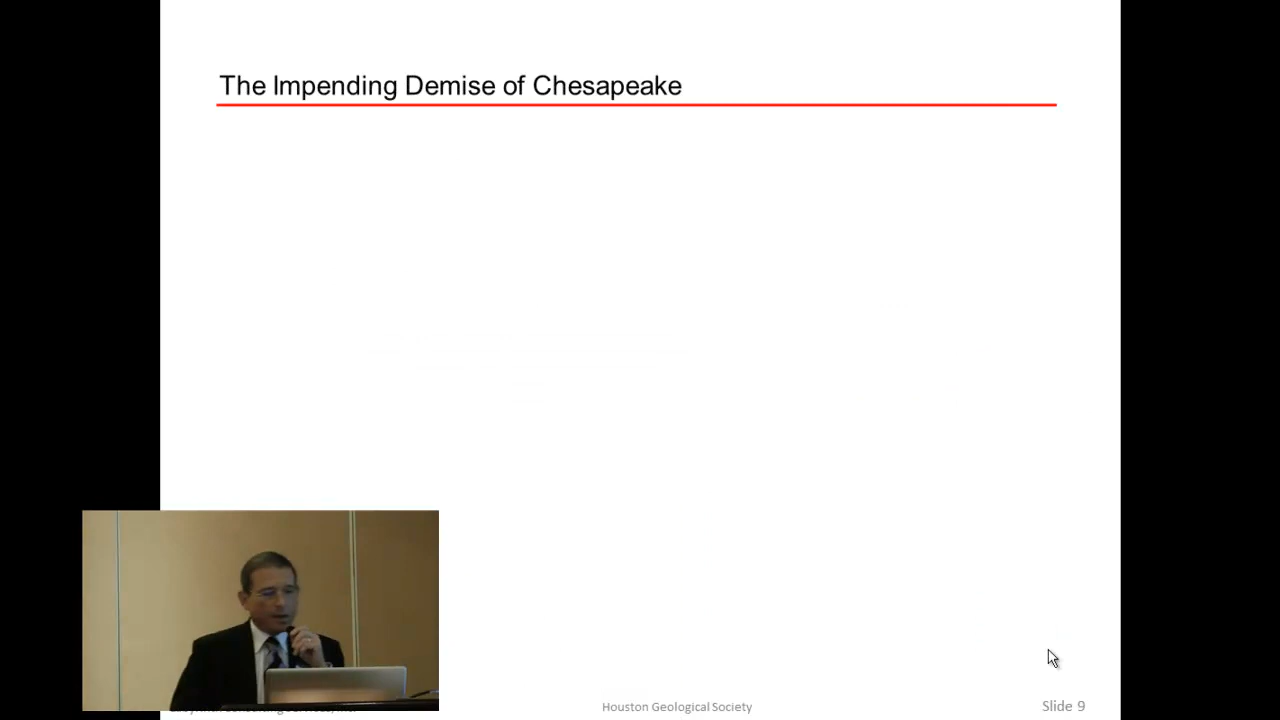 The Impending Demise of Chesapeake
Houston Geological Society
Slide 9